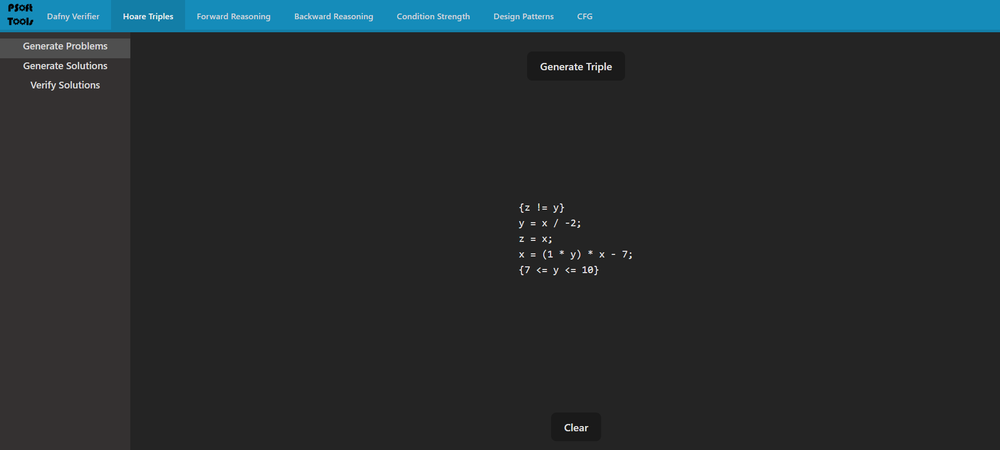 PSoft
Tools
Dafny Verifier
Hoare Triples
Forward Reasoning
Backward Reasoning
Condition Strength
Design Patterns
CFG
Generate Problems
Generate Solutions
Verify Solutions
Generate Triple
{z != y}
y = x / -2;
z = x;
x = (1 * y) * x - 7;
{7 <= y <= 10}
Clear